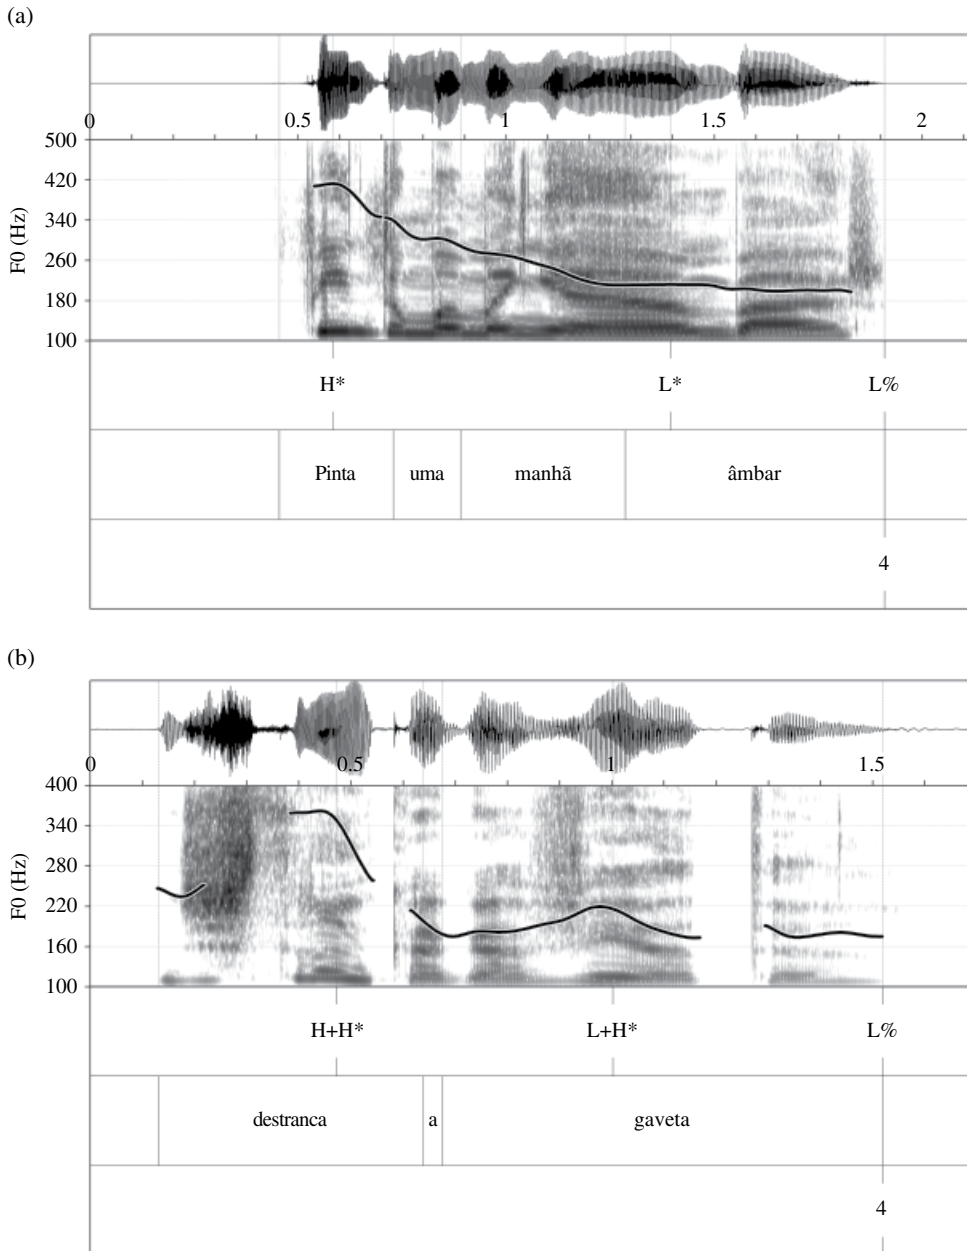 (a)
0 0.5 1 1.5 2
500
420
340
260
180
100
F0 (Hz)
H* L* L%
Pinta uma manhã âmbar
4
(b)
0 0.5 1 1.5
400
340
280
220
160
100
F0 (Hz)
H+H* L+H* L%
destranca a gaveta
4